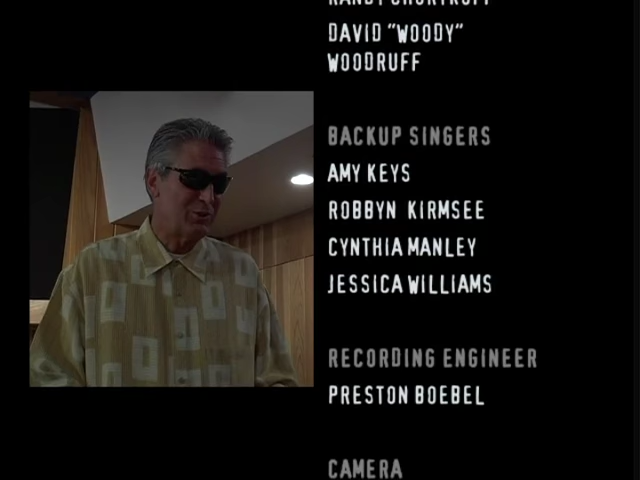 DAVID "WOODY"
WOODRUFF
BACKUP SINGERS
AMY KEYS
ROBBYN KIRMSEE
CYNTHIA MANLEY
JESSICA WILLIAMS
RECORDING ENGINEER
PRESTON BOEBEL
CAMERA